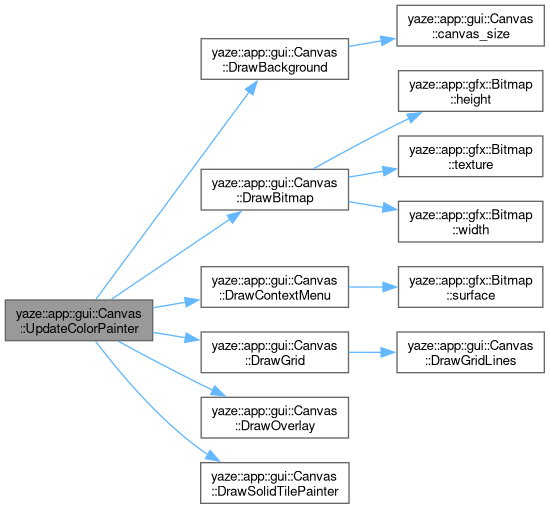 yaze::app::gui::Canvas
::UpdateColorPainter
yaze::app::gui::Canvas
::DrawBackground
yaze::app::gui::Canvas
::canvas_size
yaze::app::gui::Canvas
::DrawBitmap
yaze::app::gfx::Bitmap
::height
yaze::app::gfx::Bitmap
::texture
yaze::app::gfx::Bitmap
::width
yaze::app::gui::Canvas
::DrawContextMenu
yaze::app::gfx::Bitmap
::surface
yaze::app::gui::Canvas
::DrawGrid
yaze::app::gui::Canvas
::DrawGridLines
yaze::app::gui::Canvas
::DrawOverlay
yaze::app::gui::Canvas
::DrawSolidTilePainter